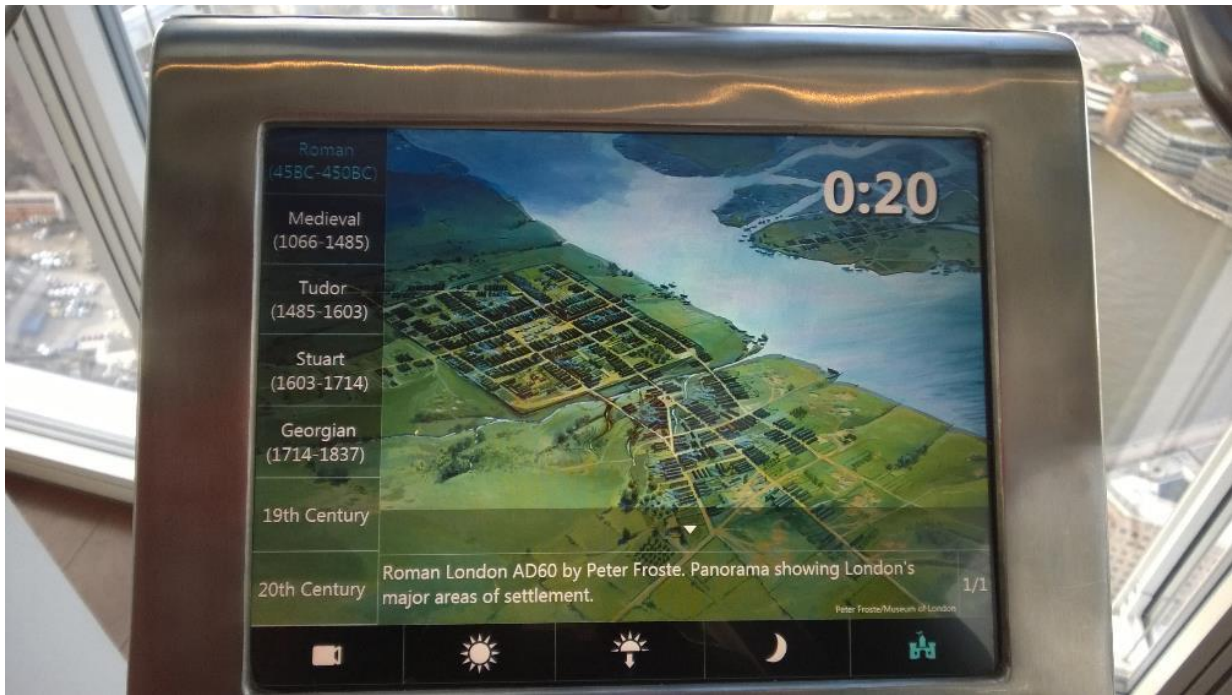 Roman
(45BC-450BC)
Medieval
(1066-1485)
Tudor
(1485-1603)
Stuart
(1603-1714)
Georgian
(1714-1837)
19th Century
20th Century
0:20
Roman London AD60 by Peter Froste. Panorama showing London's
major areas of settlement.
1/1
Peter Froste/Museum of London